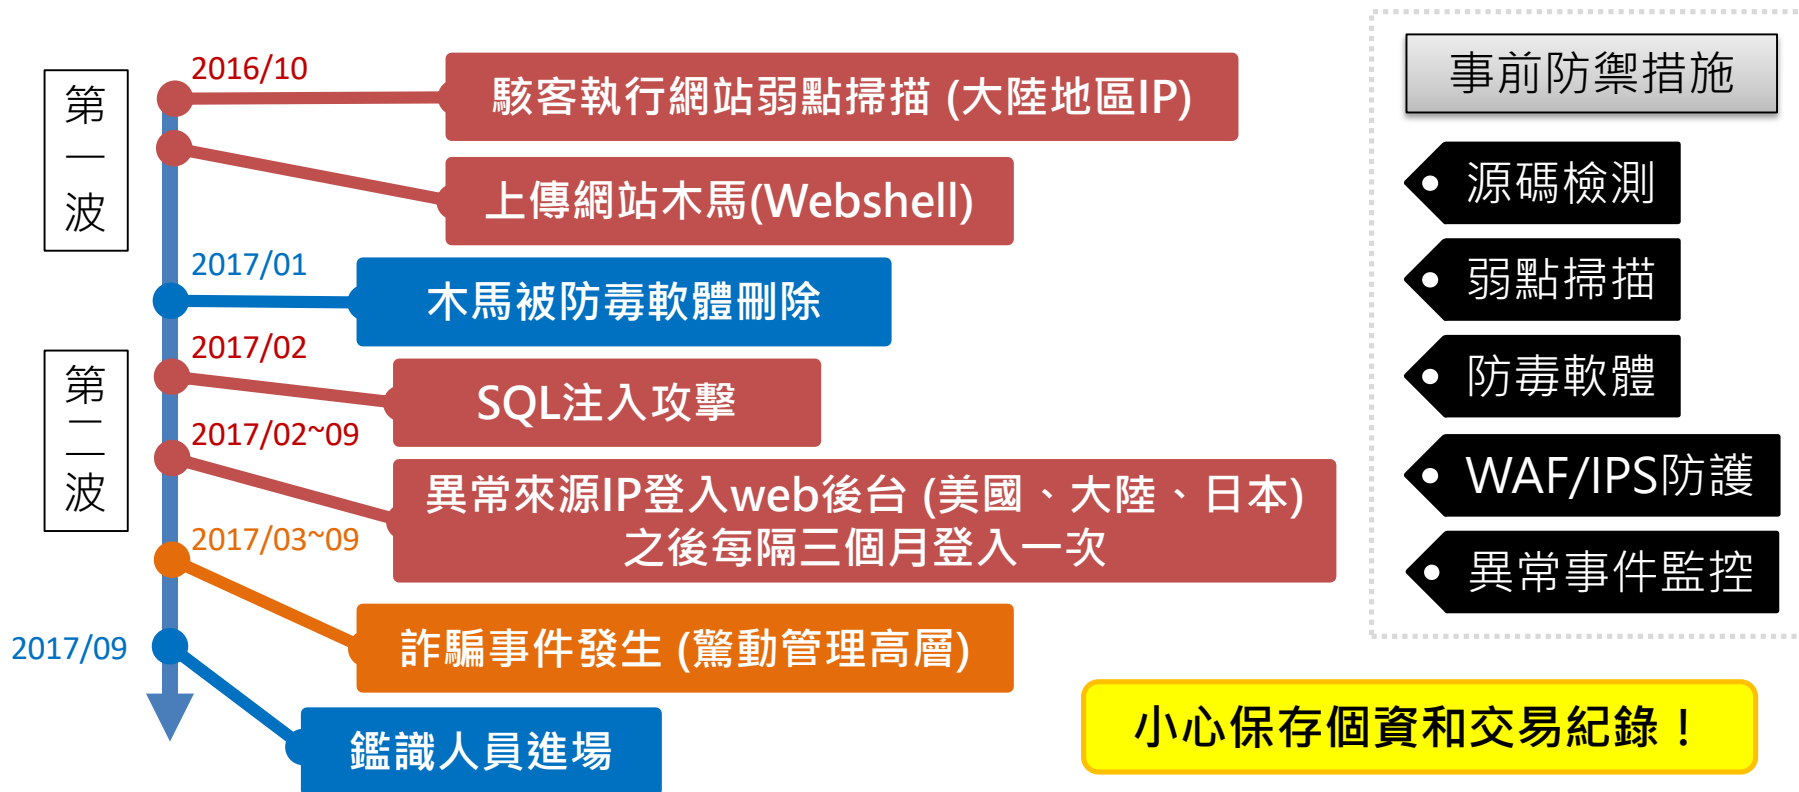 第一波
2016/10
駭客執行網站弱點掃描 (大陸地區IP)
上傳網站木馬(Webshell)
2017/01
木馬被防毒軟體刪除
第二波
2017/02
SQL注入攻擊
2017/02~09
異常來源IP登入web後台 (美國、大陸、日本)
之後每隔三個月登入一次
2017/03~09
詐騙事件發生 (驚動管理高層)
2017/09
鑑識人員進場
事前防禦措施
源碼檢測
弱點掃描
防毒軟體
WAF/IPS防護
異常事件監控
小心保存個資和交易紀錄！